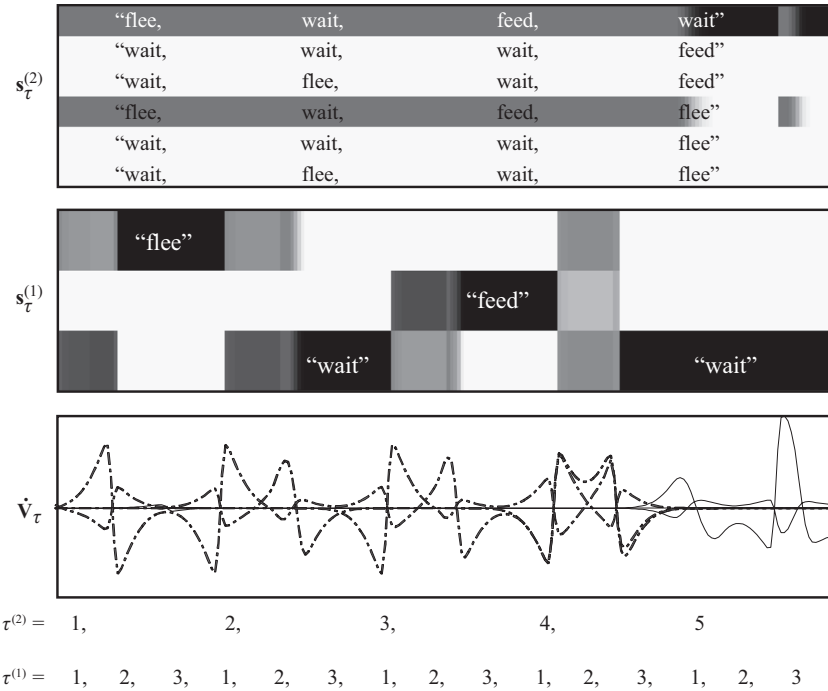 “flee, wait, feed, wait”
“wait, wait, wait, feed”
“wait, flee, wait, feed”
s_τ^(2)
“flee, wait, feed, flee”
“wait, wait, wait, flee”
“wait, flee, wait, flee”
“flee”
s_τ^(1)
“feed”
“wait” “wait”
V̇_τ
τ^(2) = 1, 2, 3, 4, 5
τ^(1) = 1, 2, 3, 1, 2, 3, 1, 2, 3, 1, 2, 3, 1, 2, 3